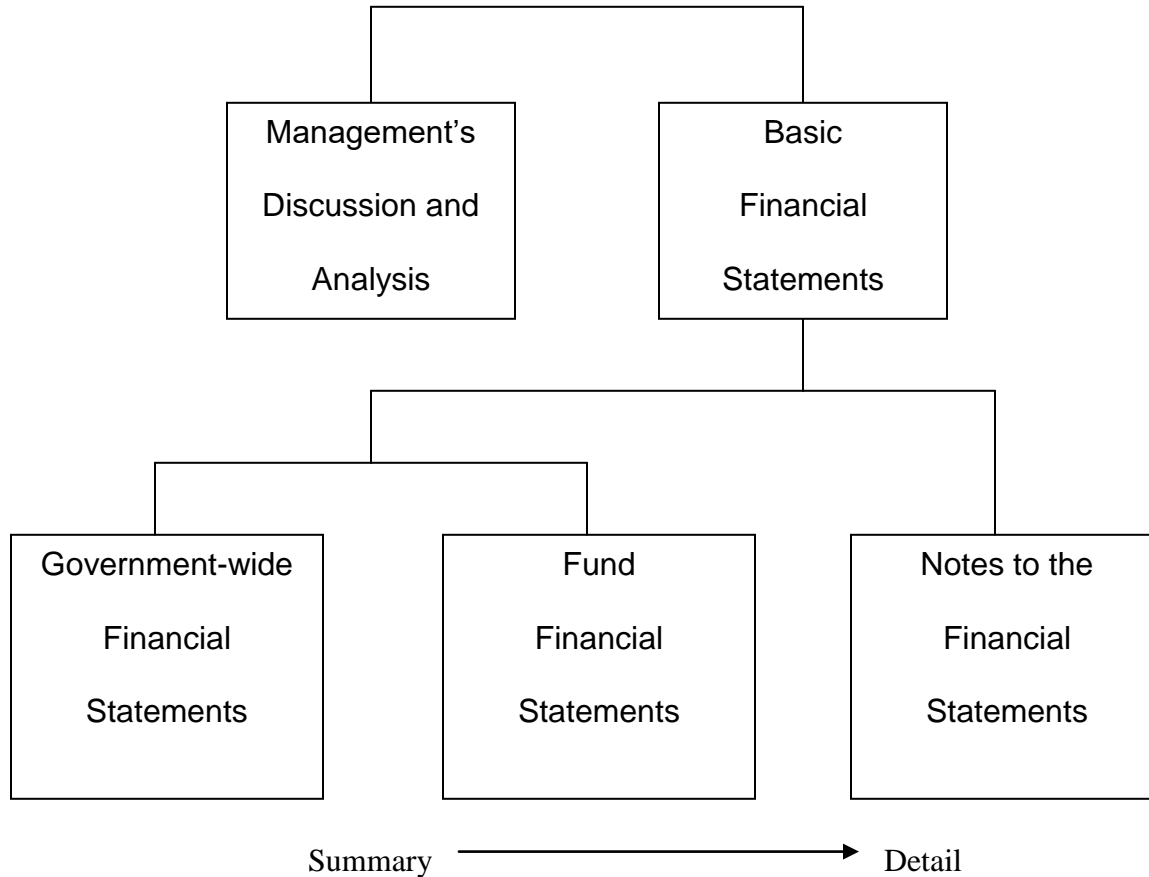 Management’s
Discussion and
Analysis
Basic
Financial
Statements
Government-wide
Financial
Statements
Fund
Financial
Statements
Notes to the
Financial
Statements
Summary
Detail